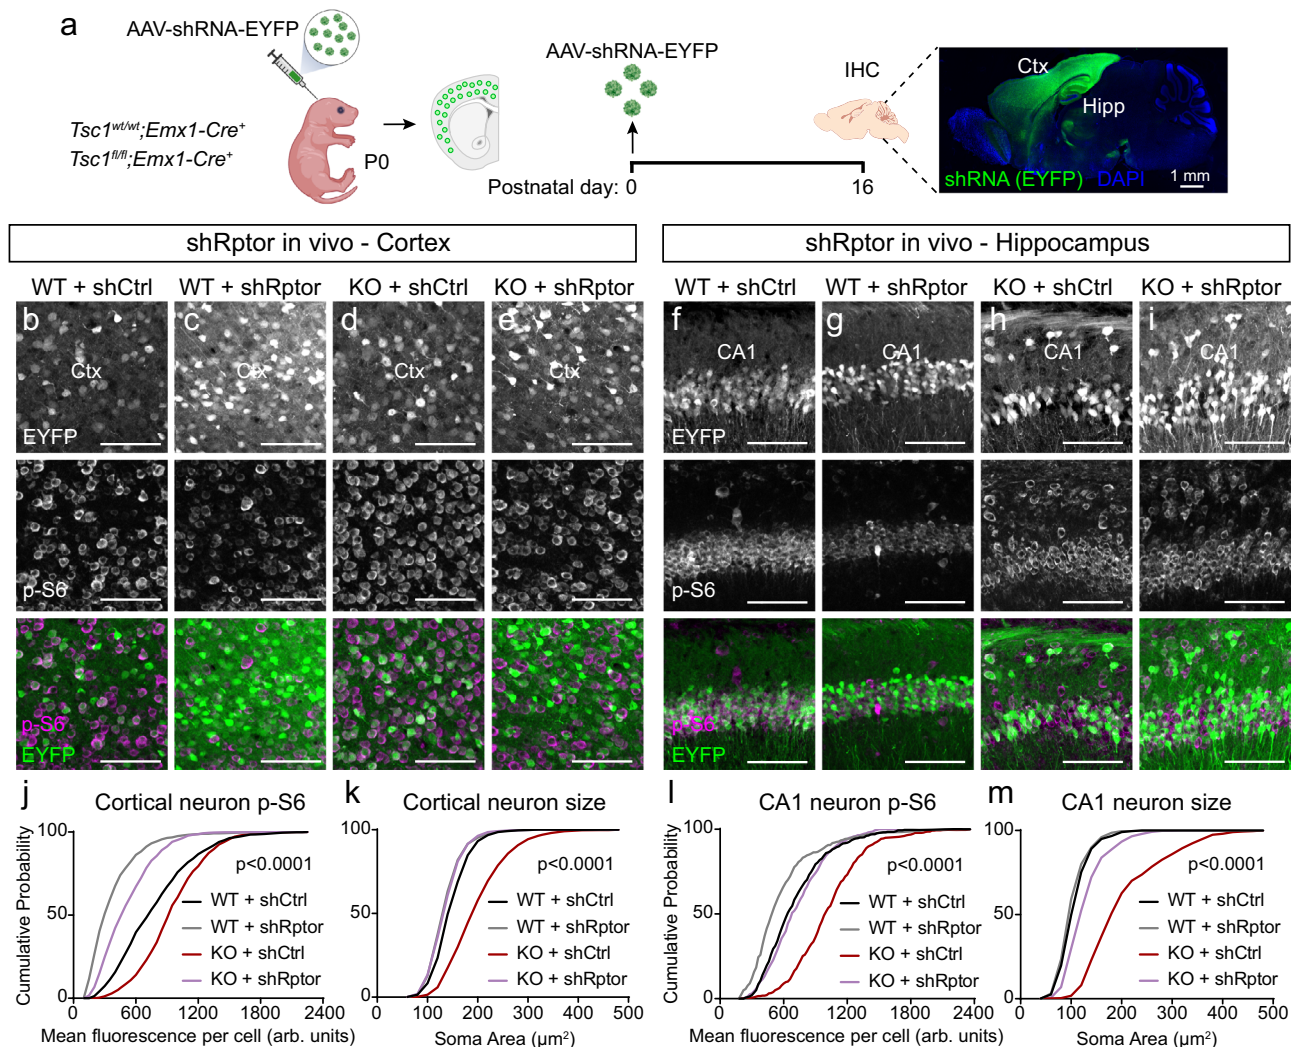 a
AAV-shRNA-EYFP
Tsc1wt/wt;Emx1-Cre+
Tsc1fl/fl;Emx1-Cre+
P0
AAV-shRNA-EYFP
Postnatal day: 0
16
IHC
Ctx
Hipp
shRNA (EYFP) DAPI
1 mm
shRptor in vivo - Cortex
WT + shCtrl WT + shRptor KO + shCtrl KO + shRptor
b c d e
Ctx Ctx Ctx Ctx
EYFP
p-S6
p-S6
EYFP
shRptor in vivo - Hippocampus
WT + shCtrl WT + shRptor KO + shCtrl KO + shRptor
f g h i
CA1 CA1 CA1 CA1
EYFP
p-S6
p-S6
EYFP
j
Cortical neuron p-S6
Cumulative Probability
100
50
0
p<0.0001
WT + shCtrl
WT + shRptor
KO + shCtrl
KO + shRptor
0 600 1200 1800 2400
Mean fluorescence per cell (arb. units)
k
Cortical neuron size
100
50
0
p<0.0001
WT + shCtrl
WT + shRptor
KO + shCtrl
KO + shRptor
0 100 200 300 400 500
Soma Area (µm²)
l
CA1 neuron p-S6
Cumulative Probability
100
50
0
p<0.0001
WT + shCtrl
WT + shRptor
KO + shCtrl
KO + shRptor
0 600 1200 1800 2400
Mean fluorescence per cell (arb. units)
m
CA1 neuron size
100
50
0
p<0.0001
WT + shCtrl
WT + shRptor
KO + shCtrl
KO + shRptor
0 100 200 300 400 500
Soma Area (µm²)